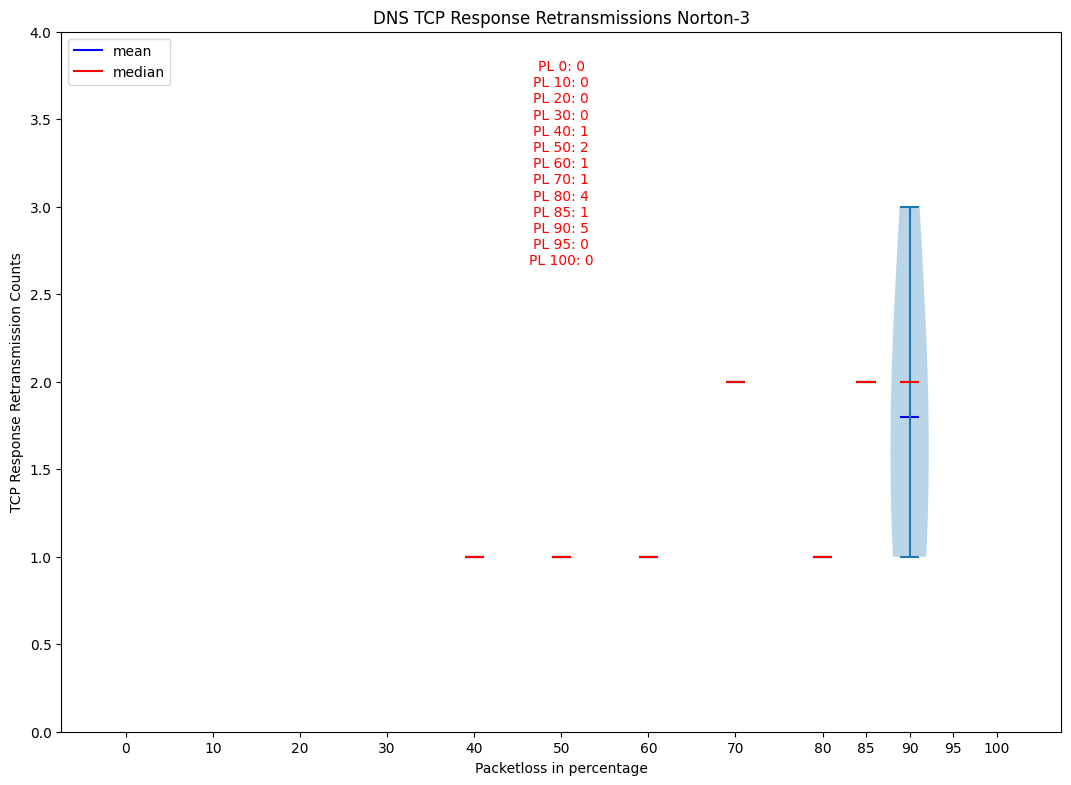 DNS TCP Response Retransmissions Norton-3
mean
median
PL 0: 0
PL 10: 0
PL 20: 0
PL 30: 0
PL 40: 1
PL 50: 2
PL 60: 1
PL 70: 1
PL 80: 4
PL 85: 1
PL 90: 5
PL 95: 0
PL 100: 0
TCP Response Retransmission Counts
4.0
3.5
3.0
2.5
2.0
1.5
1.0
0.5
0.0
0 10 20 30 40 50 60 70 80 85 90 95 100
Packetloss in percentage